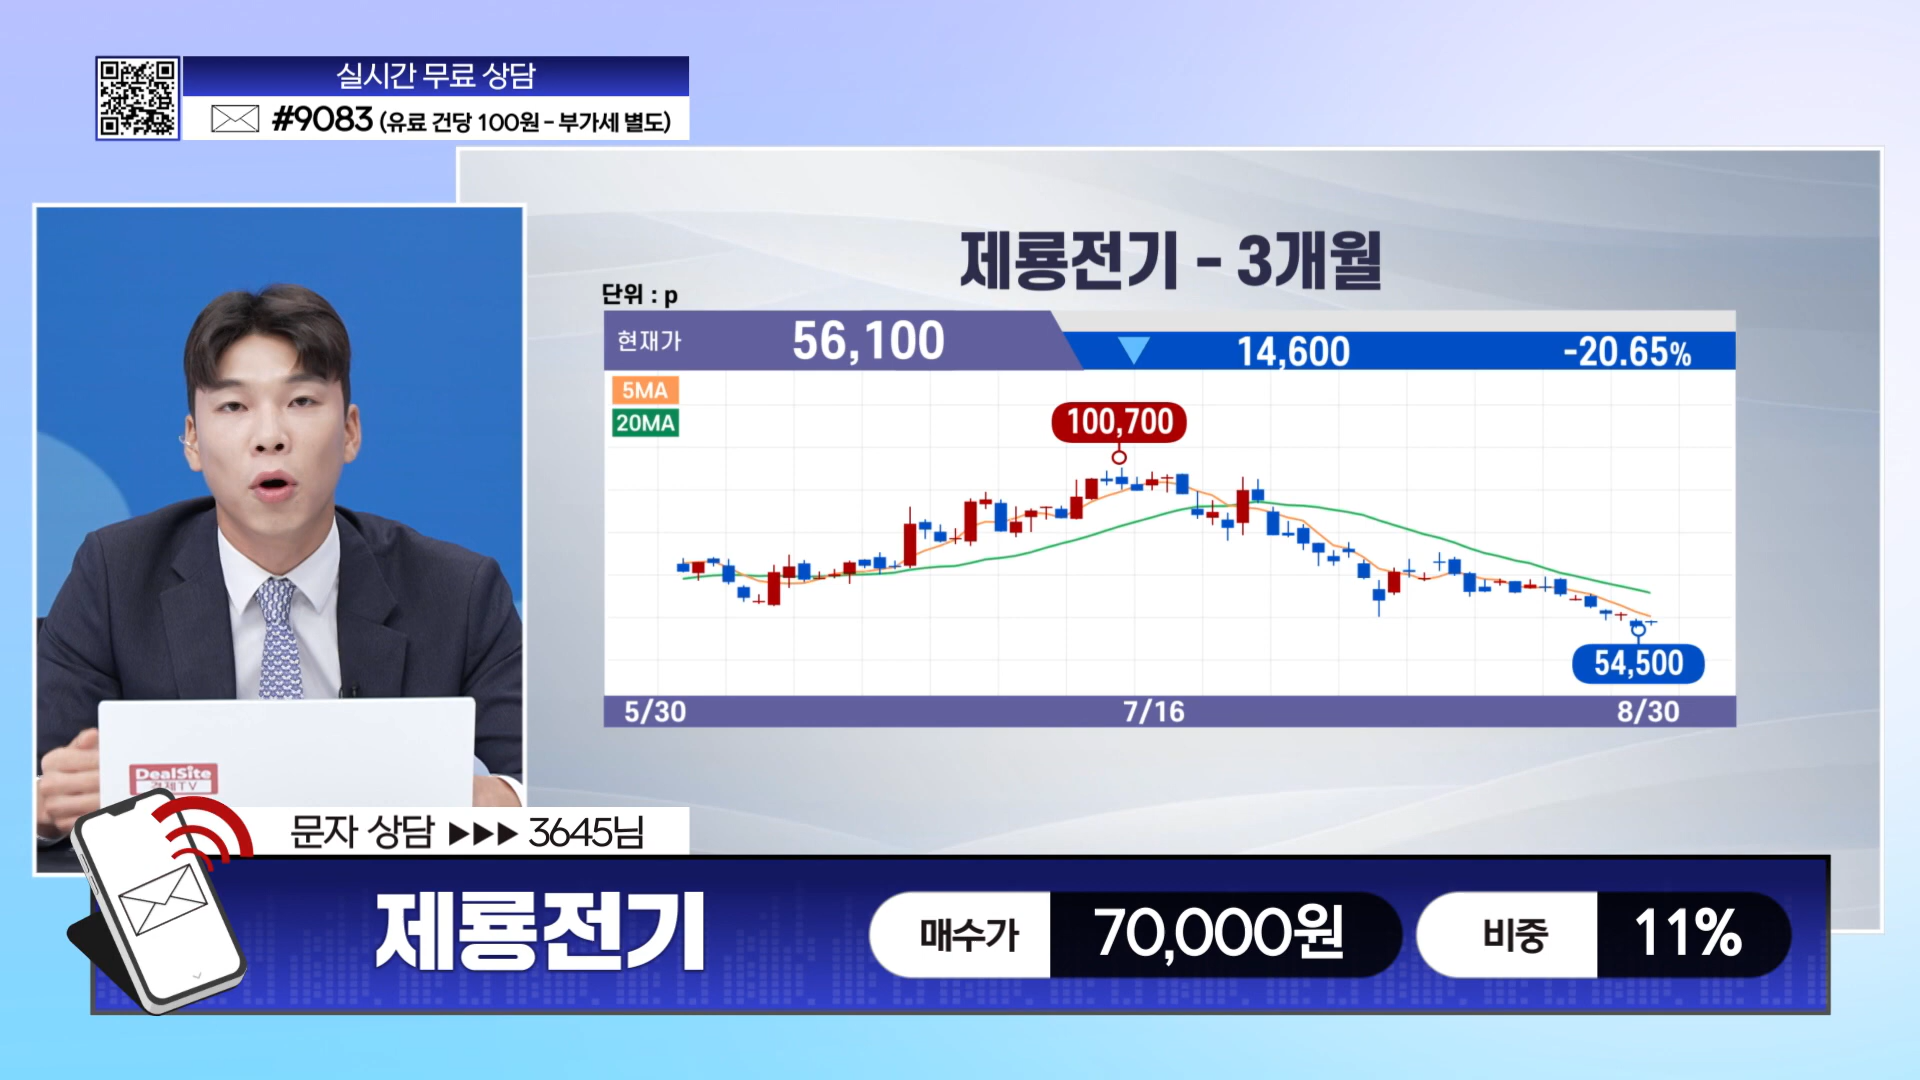 실시간 무료 상담
#9083 (유료 건당 100원 - 부가세 별도)
제룡전기 - 3개월
단위 : p
현재가 56,100 14,600 -20.65%
5MA
20MA
100,700
54,500
5/30 7/16 8/30
DealSite
경제TV
문자 상담 ▶▶▶ 3645님
제룡전기 매수가 70,000원 비중 11%